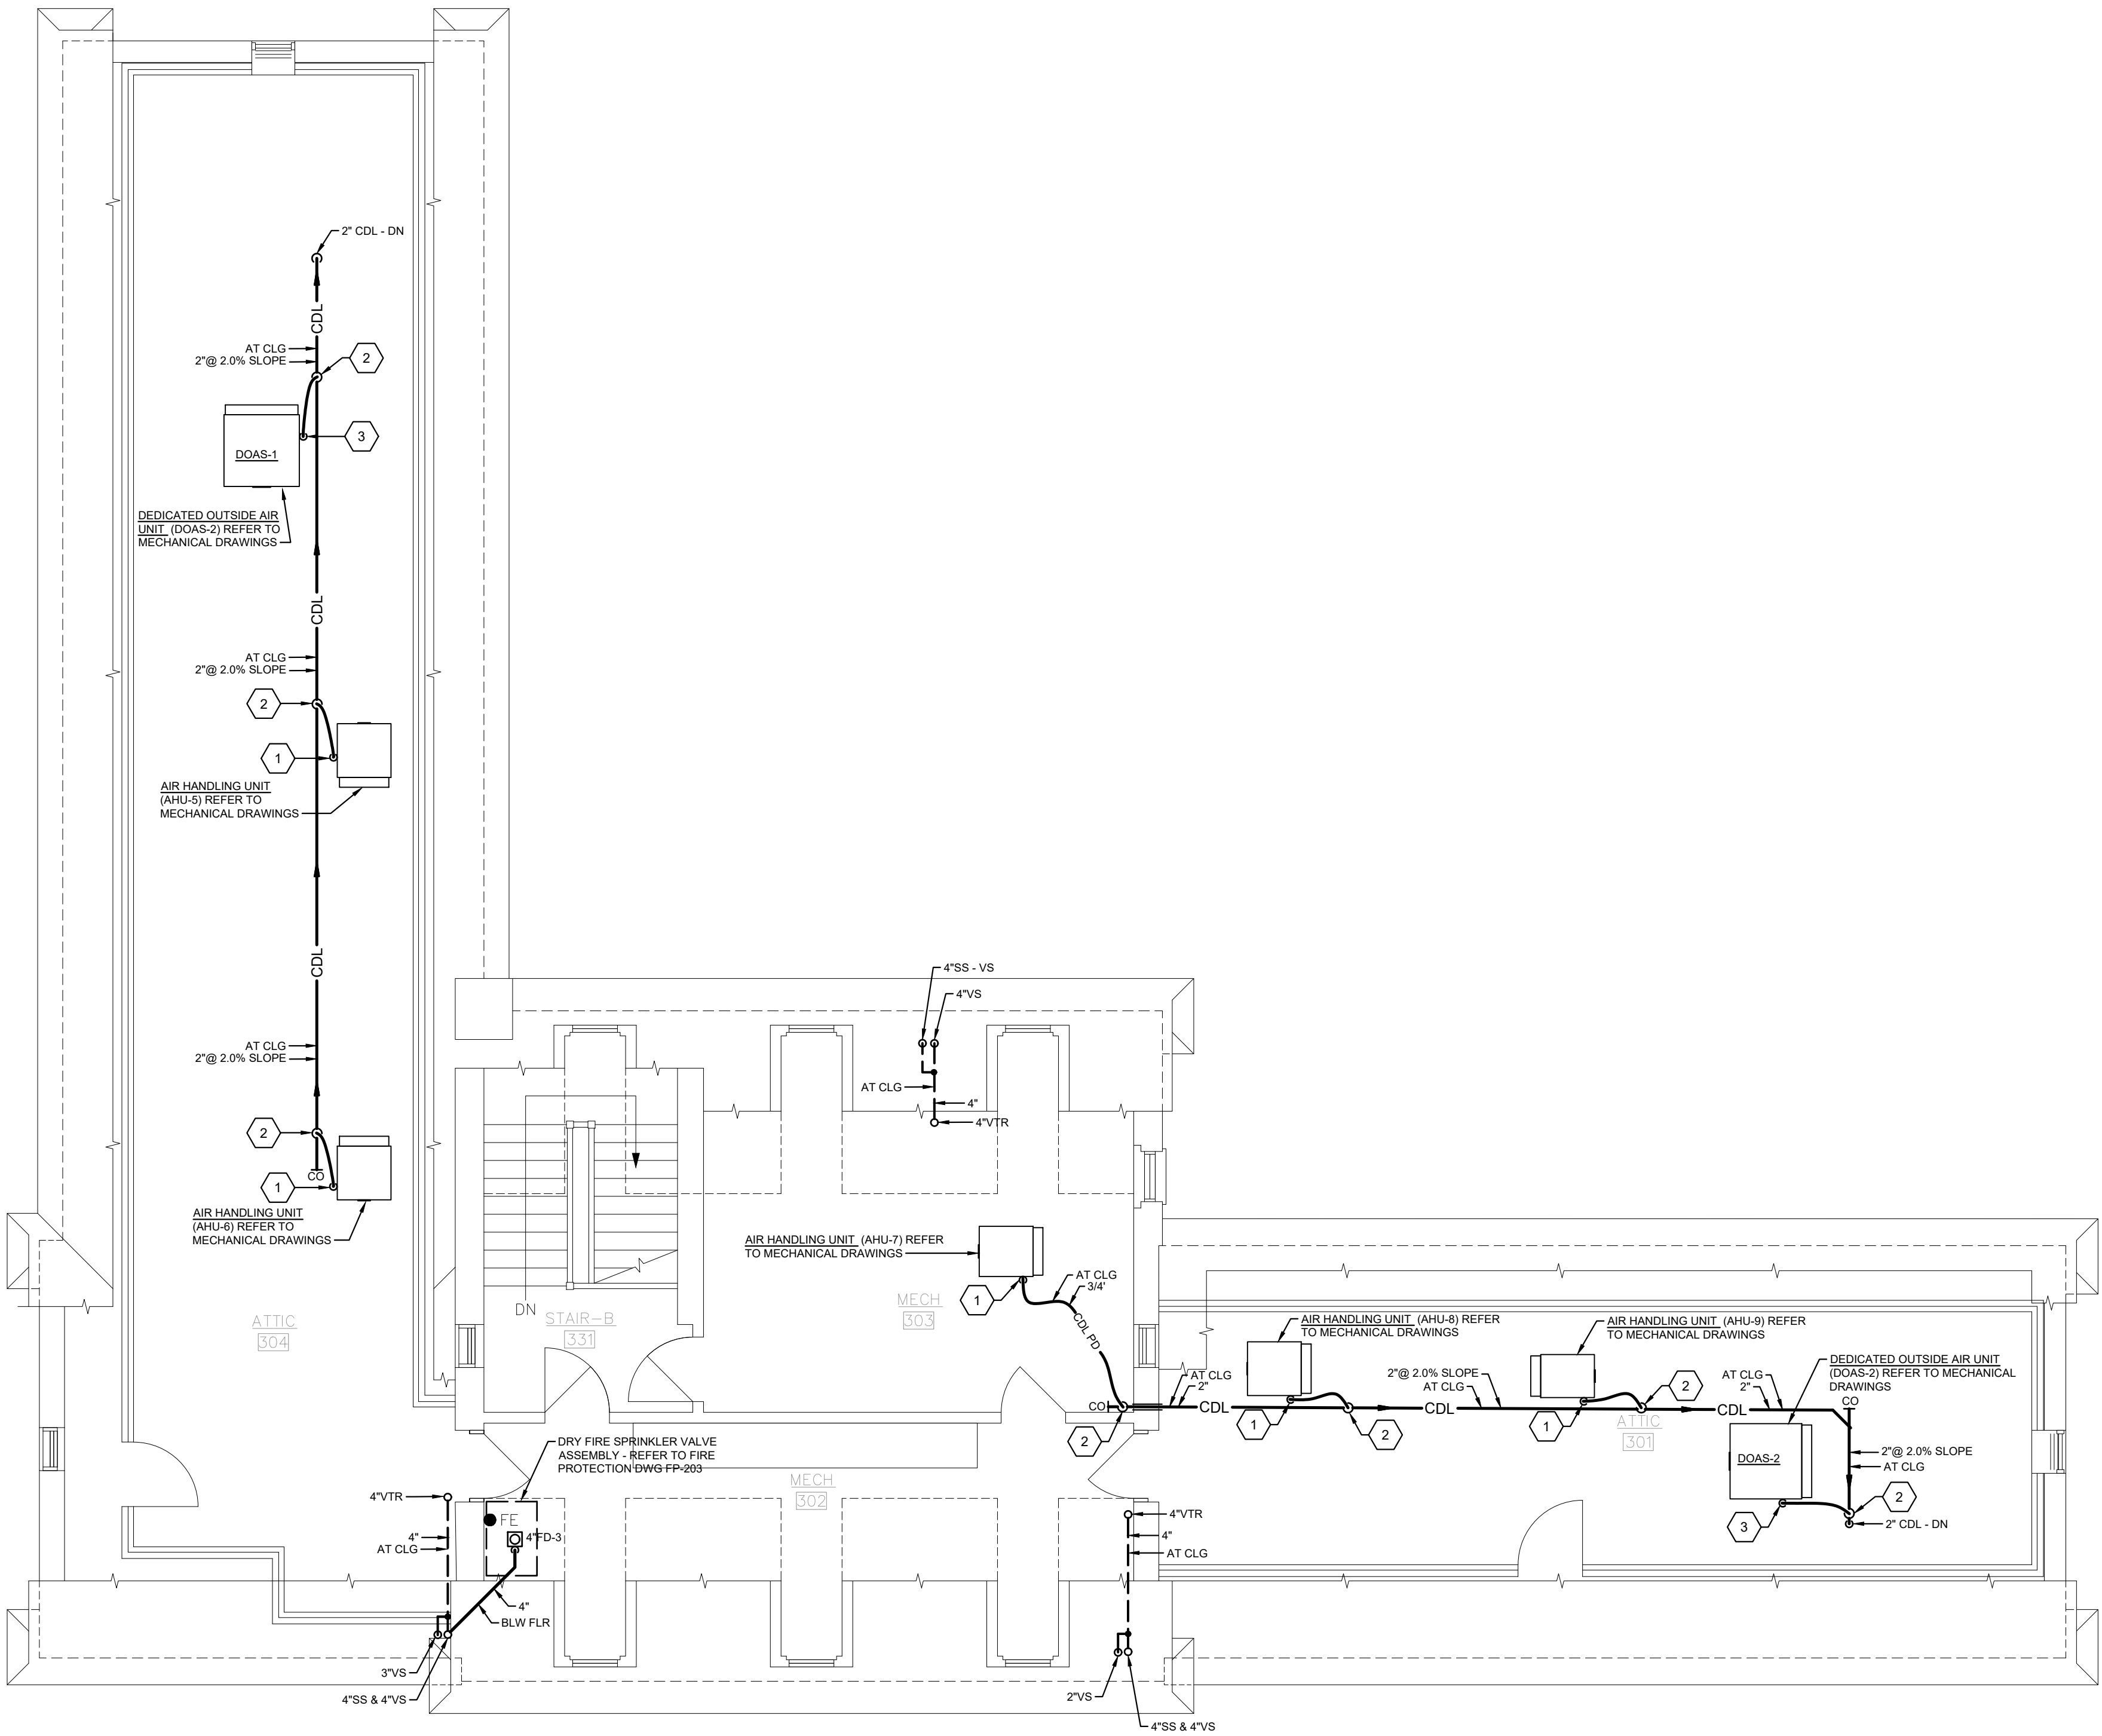 2" CDL - DN
CDL
AT CLG
2"@ 2.0% SLOPE
2
3
DOAS-1
DEDICATED OUTSIDE AIR
UNIT (DOAS-2) REFER TO
MECHANICAL DRAWINGS
CDL
AT CLG
2"@ 2.0% SLOPE
2
1
AIR HANDLING UNIT
(AHU-5) REFER TO
MECHANICAL DRAWINGS
CDL
AT CLG
2"@ 2.0% SLOPE
2
CO
1
AIR HANDLING UNIT
(AHU-6) REFER TO
MECHANICAL DRAWINGS
ATTIC
304
4"SS - VS
4"VS
AT CLG
4"
4"VTR
DN
STAIR-B
331
AIR HANDLING UNIT (AHU-7) REFER
TO MECHANICAL DRAWINGS
1
MECH
303
AT CLG
3/4'
CDL PD
CO
2
AT CLG
2"
CDL
AIR HANDLING UNIT (AHU-8) REFER
TO MECHANICAL DRAWINGS
1
2
2"@ 2.0% SLOPE
AT CLG
CDL
AIR HANDLING UNIT (AHU-9) REFER
TO MECHANICAL DRAWINGS
1
2
ATTIC
301
AT CLG
2"
CDL
DEDICATED OUTSIDE AIR UNIT
(DOAS-2) REFER TO MECHANICAL
DRAWINGS
CO
DOAS-2
2"@ 2.0% SLOPE
AT CLG
2
3
2" CDL - DN
DRY FIRE SPRINKLER VALVE
ASSEMBLY - REFER TO FIRE
PROTECTION DWG FP-203
MECH
302
4"VTR
4"
AT CLG
FE
4"FD-3
4"
BLW FLR
3"VS
4"SS & 4"VS
4"VTR
4"
AT CLG
2"VS
4"SS & 4"VS